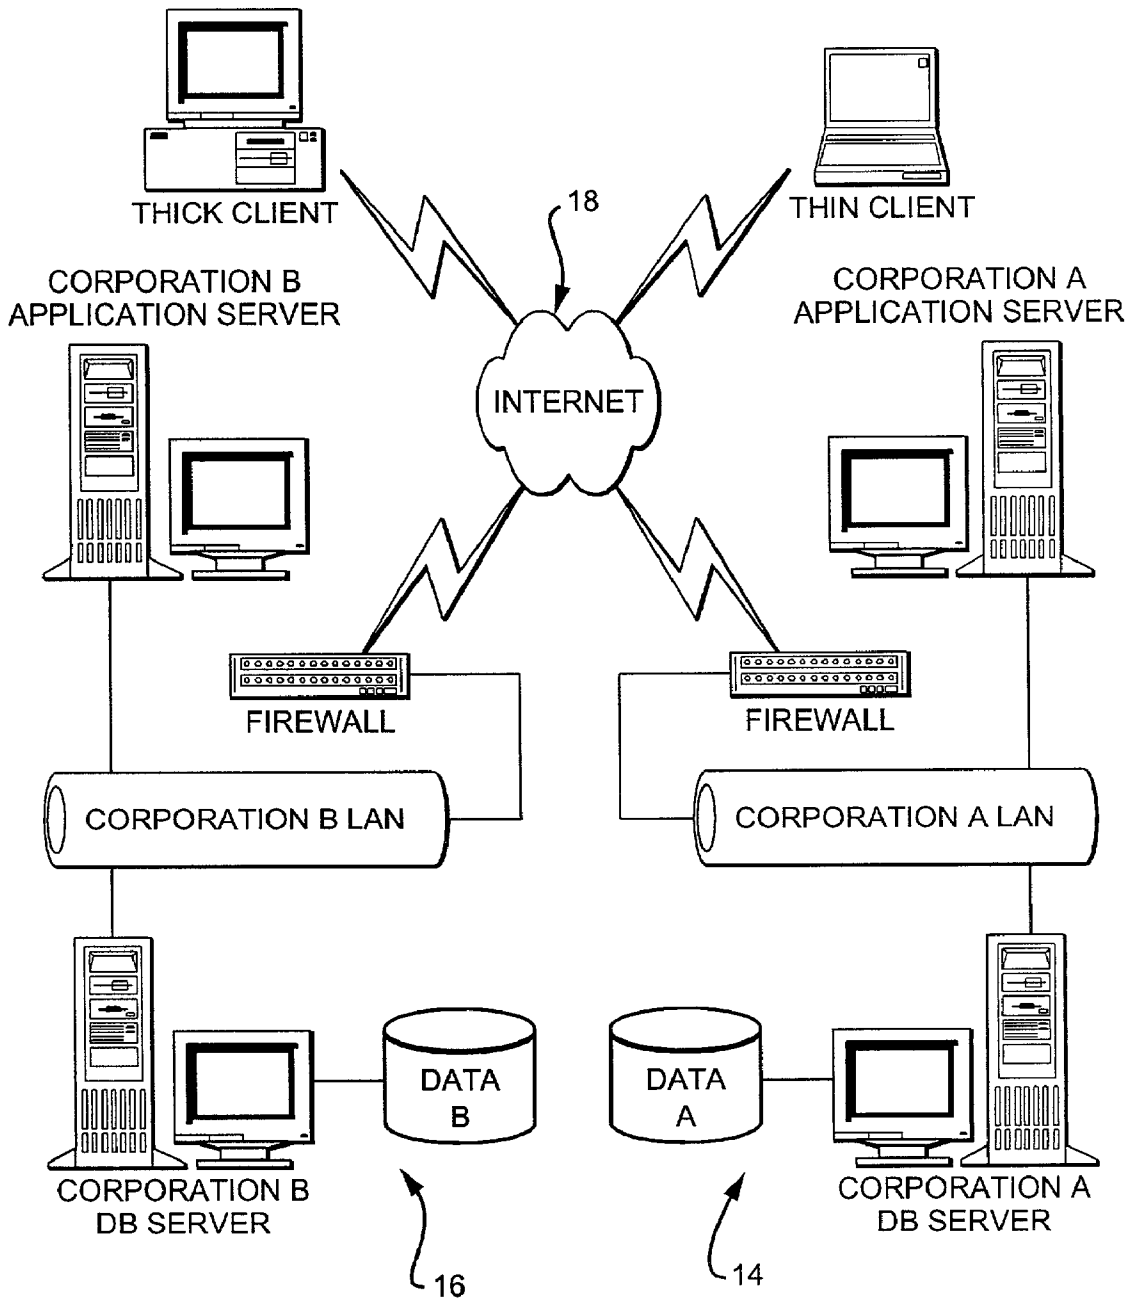 THICK CLIENT
THIN CLIENT
18
CORPORATION B
APPLICATION SERVER
CORPORATION A
APPLICATION SERVER
INTERNET
FIREWALL
FIREWALL
CORPORATION B LAN
CORPORATION A LAN
DATA
B
DATA
A
CORPORATION B
DB SERVER
CORPORATION A
DB SERVER
16
14